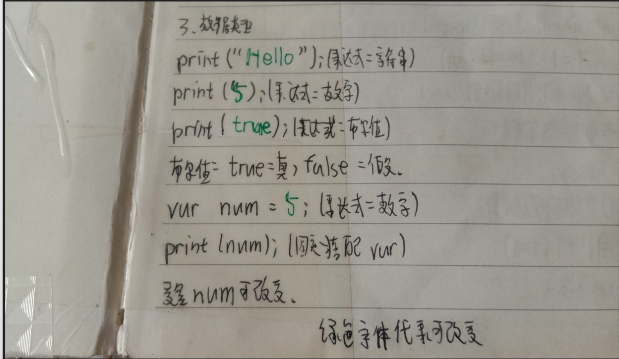 3、数据类型
print ("Hello"); (表达式=字符串)
print (5); (表达式=数字)
print (true); (表达式=布尔值)
布尔值= true=真, false =假、
var num = 5; (表达式=数字)
print (num); (固定搭配 var)
变量 num 可改变、
绿色字体代表可改变